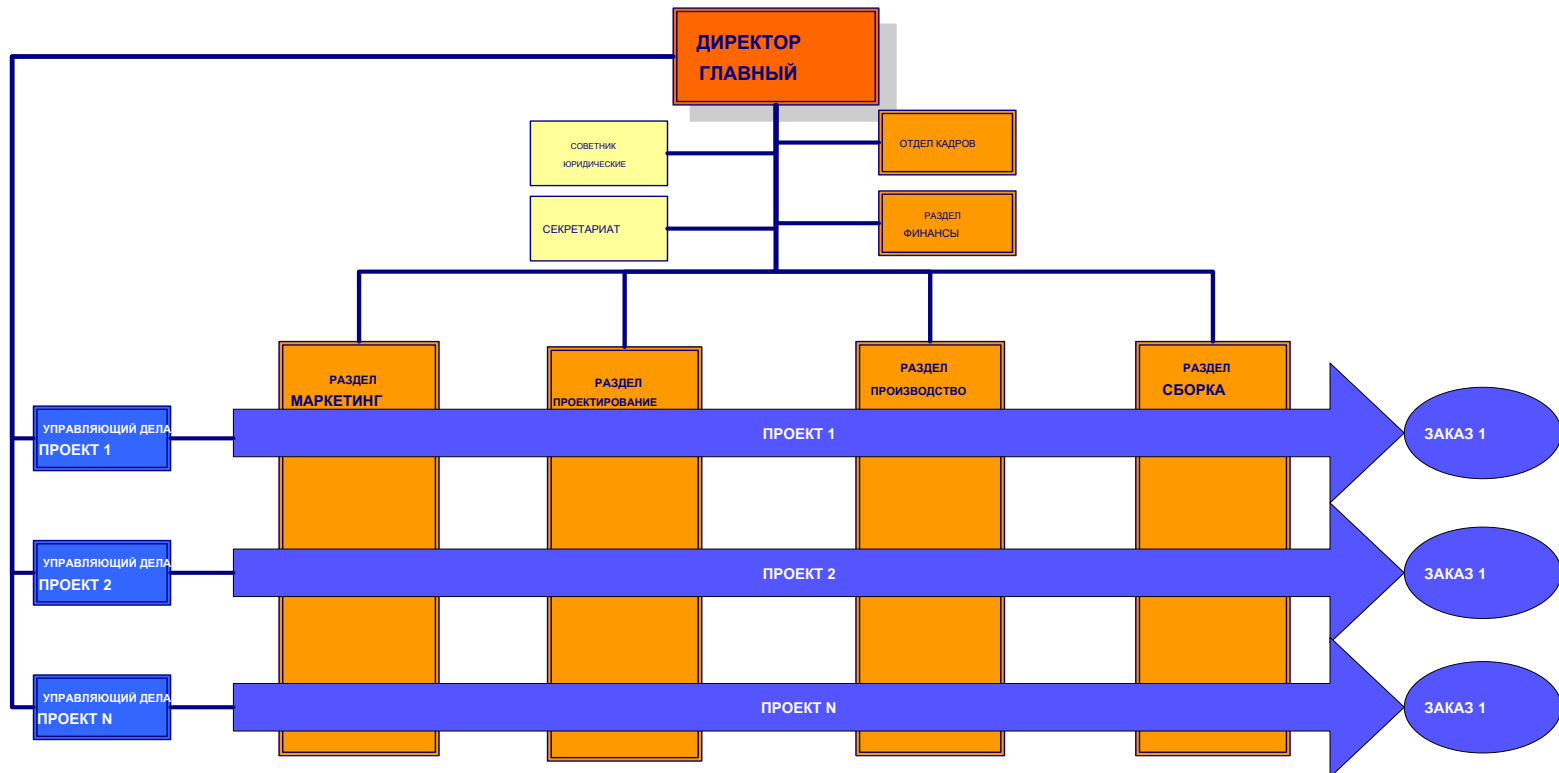 ДИРЕКТОР
ГЛАВНЫЙ
СОВЕТНИК
ЮРИДИЧЕСКИЕ
ОТДЕЛ КАДРОВ
СЕКРЕТАРИАТ
РАЗДЕЛ
ФИНАНСЫ
РАЗДЕЛ
МАРКЕТИНГ
РАЗДЕЛ
ПРОЕКТИРОВАНИЕ
РАЗДЕЛ
ПРОИЗВОДСТВО
РАЗДЕЛ
СБОРКА
УПРАВЛЯЮЩИЙ ДЕЛА
ПРОЕКТ 1
ПРОЕКТ 1
ЗАКАЗ 1
УПРАВЛЯЮЩИЙ ДЕЛА
ПРОЕКТ 2
ПРОЕКТ 2
ЗАКАЗ 1
УПРАВЛЯЮЩИЙ ДЕЛА
ПРОЕКТ N
ПРОЕКТ N
ЗАКАЗ 1